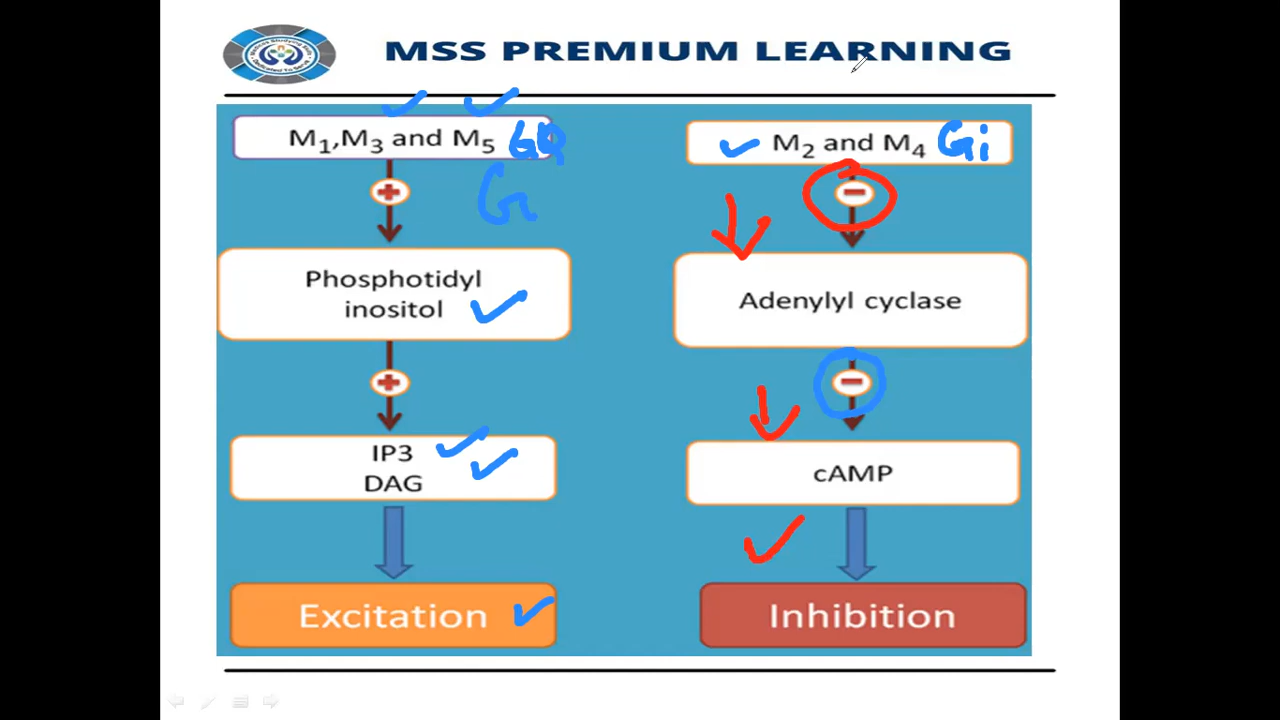 MSS PREMIUM LEARNING
M1,M3 and M5 GQ
G
M2 and M4 Gi
Phosphotidyl
inositol
Adenylyl cyclase
IP3
DAG
cAMP
Excitation
Inhibition